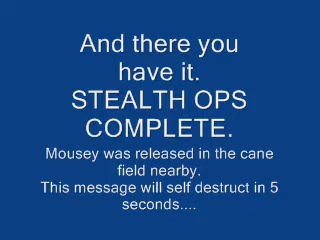 And there you
have it.
STEALTH OPS
COMPLETE.
Mousey was released in the cane
field nearby.
This message will self destruct in 5
seconds....